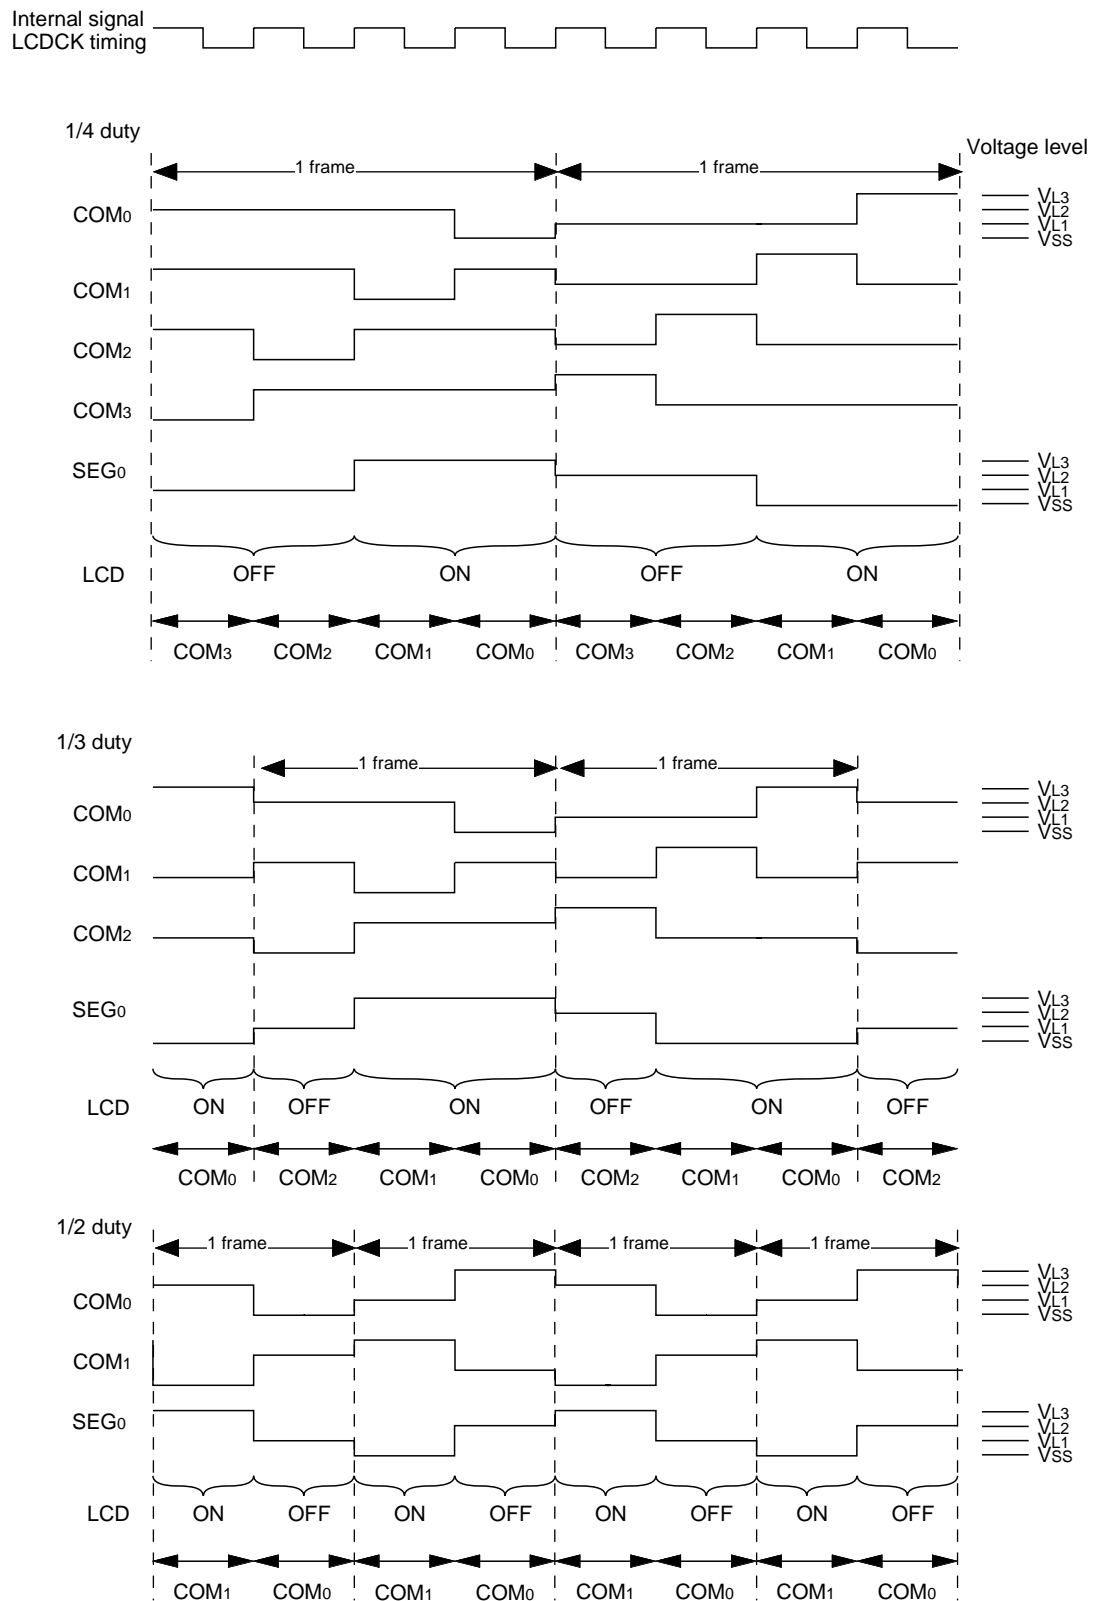 Internal signal
LCDCK timing
1/4 duty
1 frame 1 frame
Voltage level
COM0
VL3
VL2
VL1
VSS
COM1
COM2
COM3
SEG0
VL3
VL2
VL1
VSS
LCD OFF ON OFF ON
COM3 COM2 COM1 COM0 COM3 COM2 COM1 COM0
1/3 duty
1 frame 1 frame
COM0
VL3
VL2
VL1
VSS
COM1
COM2
SEG0
VL3
VL2
VL1
VSS
LCD ON OFF ON OFF ON OFF
COM0 COM2 COM1 COM0 COM2 COM1 COM0 COM2
1/2 duty
1 frame 1 frame 1 frame 1 frame
COM0
VL3
VL2
VL1
VSS
COM1
SEG0
VL3
VL2
VL1
VSS
LCD ON OFF ON OFF ON OFF ON OFF
COM1 COM0 COM1 COM0 COM1 COM0 COM1 COM0